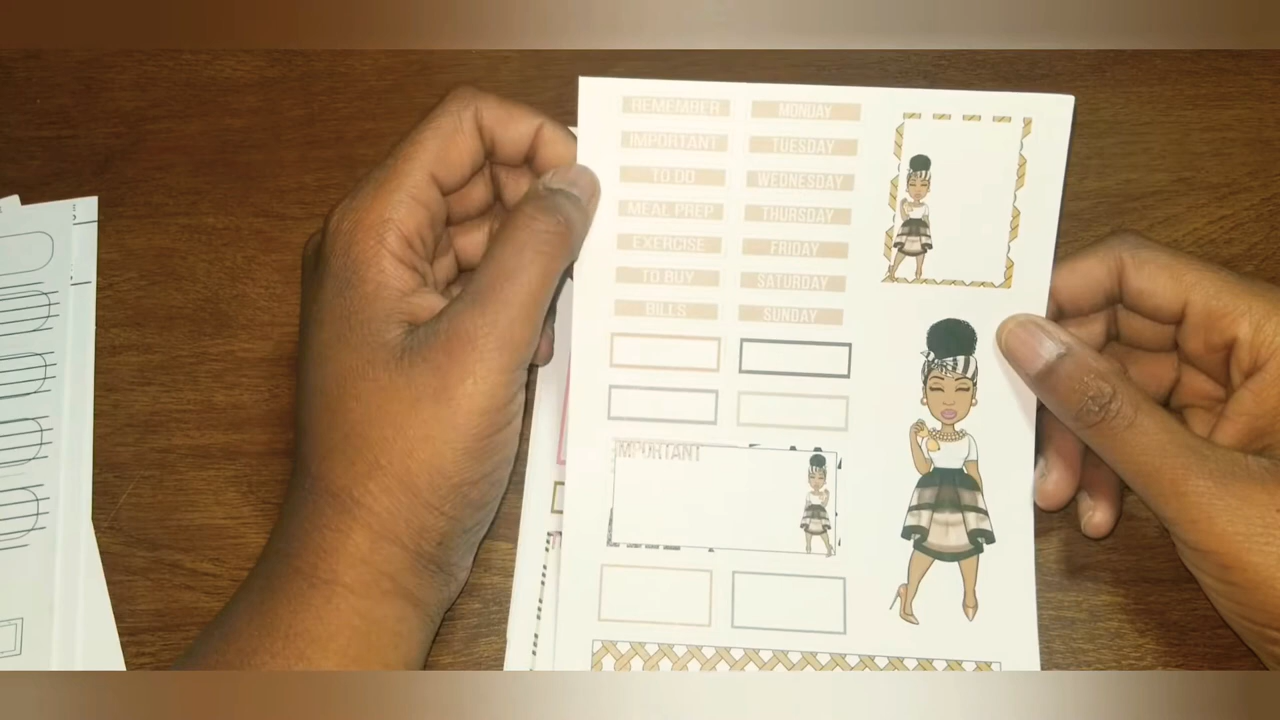 REMEMBER
MONDAY
IMPORTANT
TUESDAY
TO DO
WEDNESDAY
MEAL PREP
THURSDAY
EXERCISE
FRIDAY
TO BUY
SATURDAY
BILLS
SUNDAY
IMPORTANT